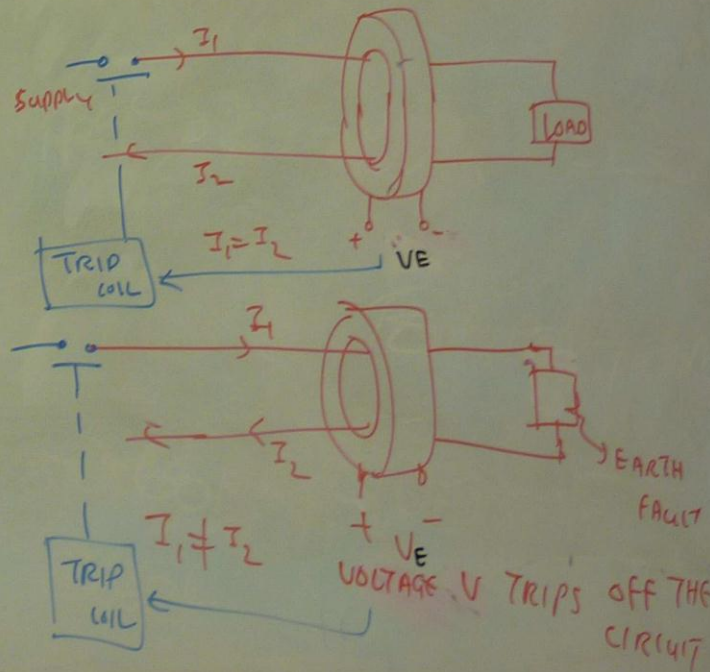 I1
Supply
LOAD
I2
I1=I2
+ VE -
TRIP
COIL
I1
I2
EARTH
FAULT
I1≠I2
+ VE -
VOLTAGE V TRIPS OFF THE
CIRIUIT
TRIP
COIL